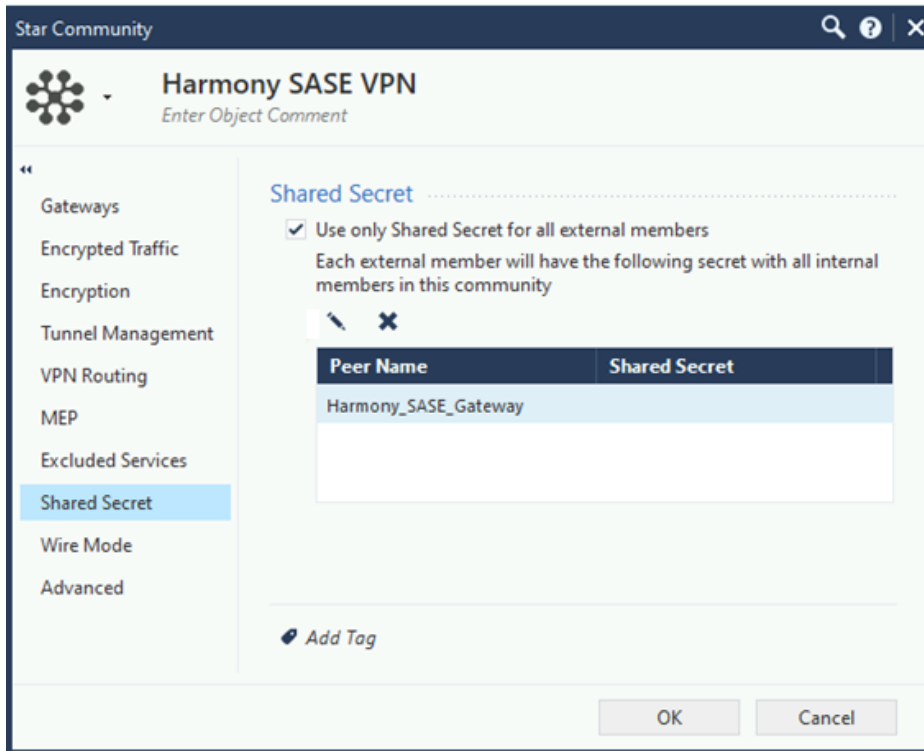 Star Community
Harmony SASE VPN
Enter Object Comment
Gateways
Encrypted Traffic
Encryption
Tunnel Management
VPN Routing
MEP
Excluded Services
Shared Secret
Wire Mode
Advanced
Shared Secret
Use only Shared Secret for all external members
Each external member will have the following secret with all internal
members in this community
Peer Name Shared Secret
Harmony_SASE_Gateway
Add Tag
OK Cancel